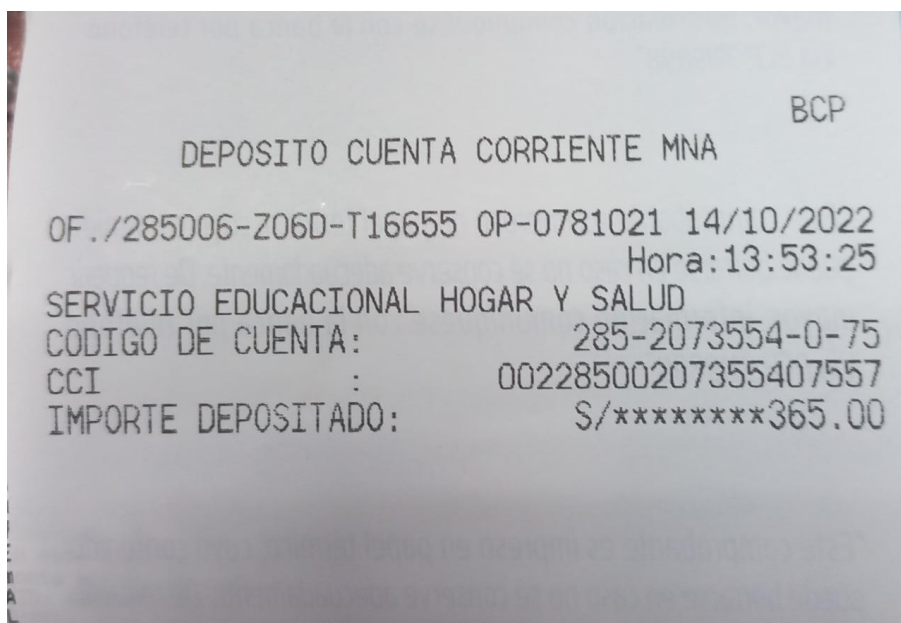 BCP
DEPOSITO CUENTA CORRIENTE MNA
OF./285006-Z06D-T16655 OP-0781021 14/10/2022
Hora:13:53:25
SERVICIO EDUCACIONAL HOGAR Y SALUD
CODIGO DE CUENTA: 285-2073554-0-75
CCI : 00228500207355407557
IMPORTE DEPOSITADO: S/********365.00